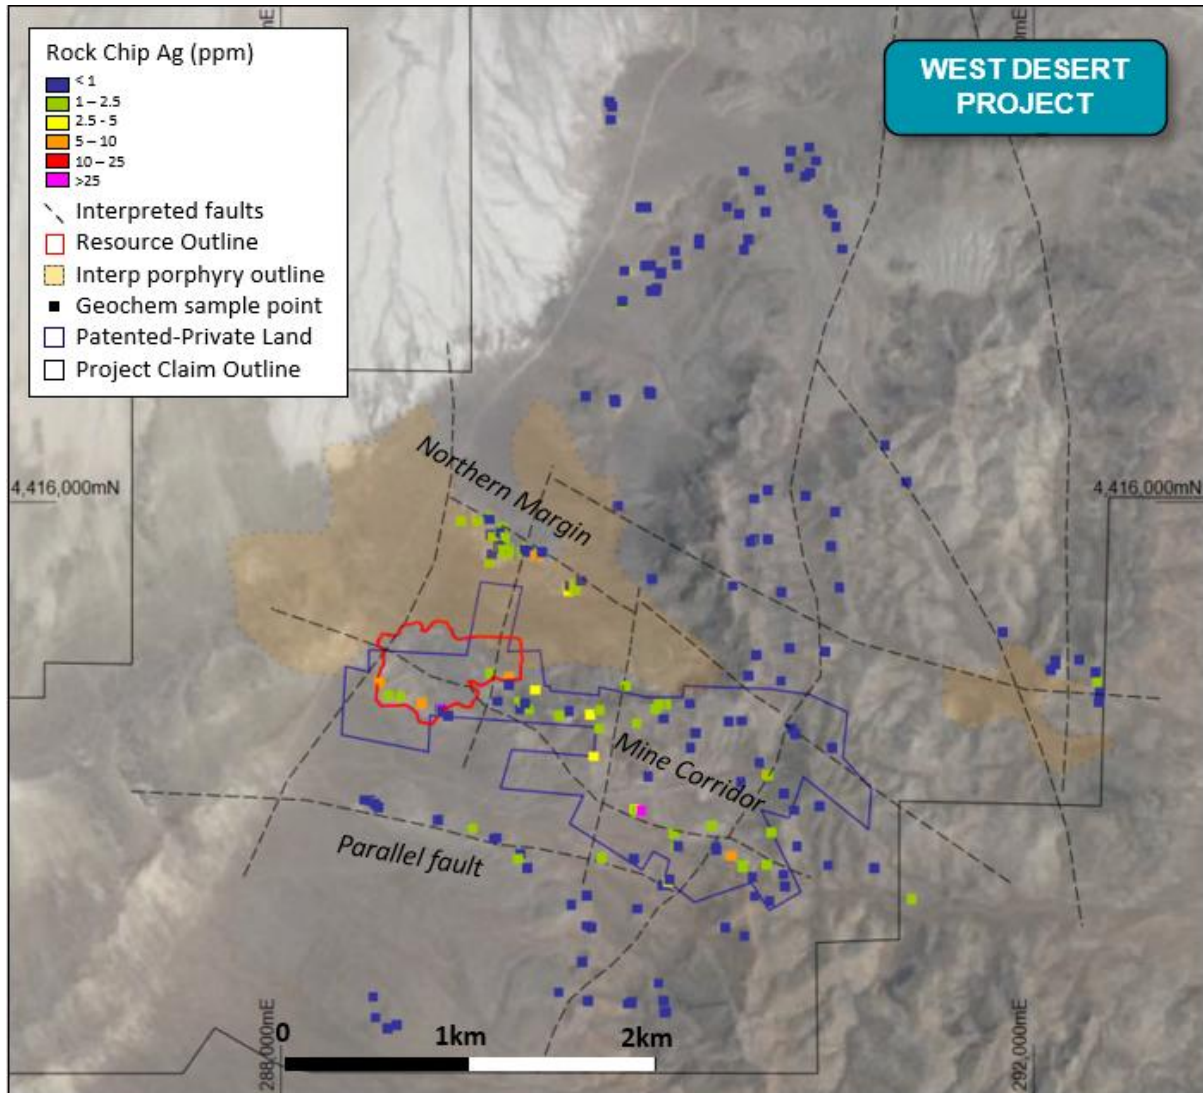 WEST DESERT
PROJECT
Rock Chip Ag (ppm)
< 1
1 – 2.5
2.5 - 5
5 – 10
10 – 25
>25
Interpreted faults
Resource Outline
Interp porphyry outline
Geochem sample point
Patented-Private Land
Project Claim Outline
Northern Margin
4,416,000mN
4,416,000mN
Mine Corridor
Parallel fault
288,000mE
292,000mE
0
1km
2km